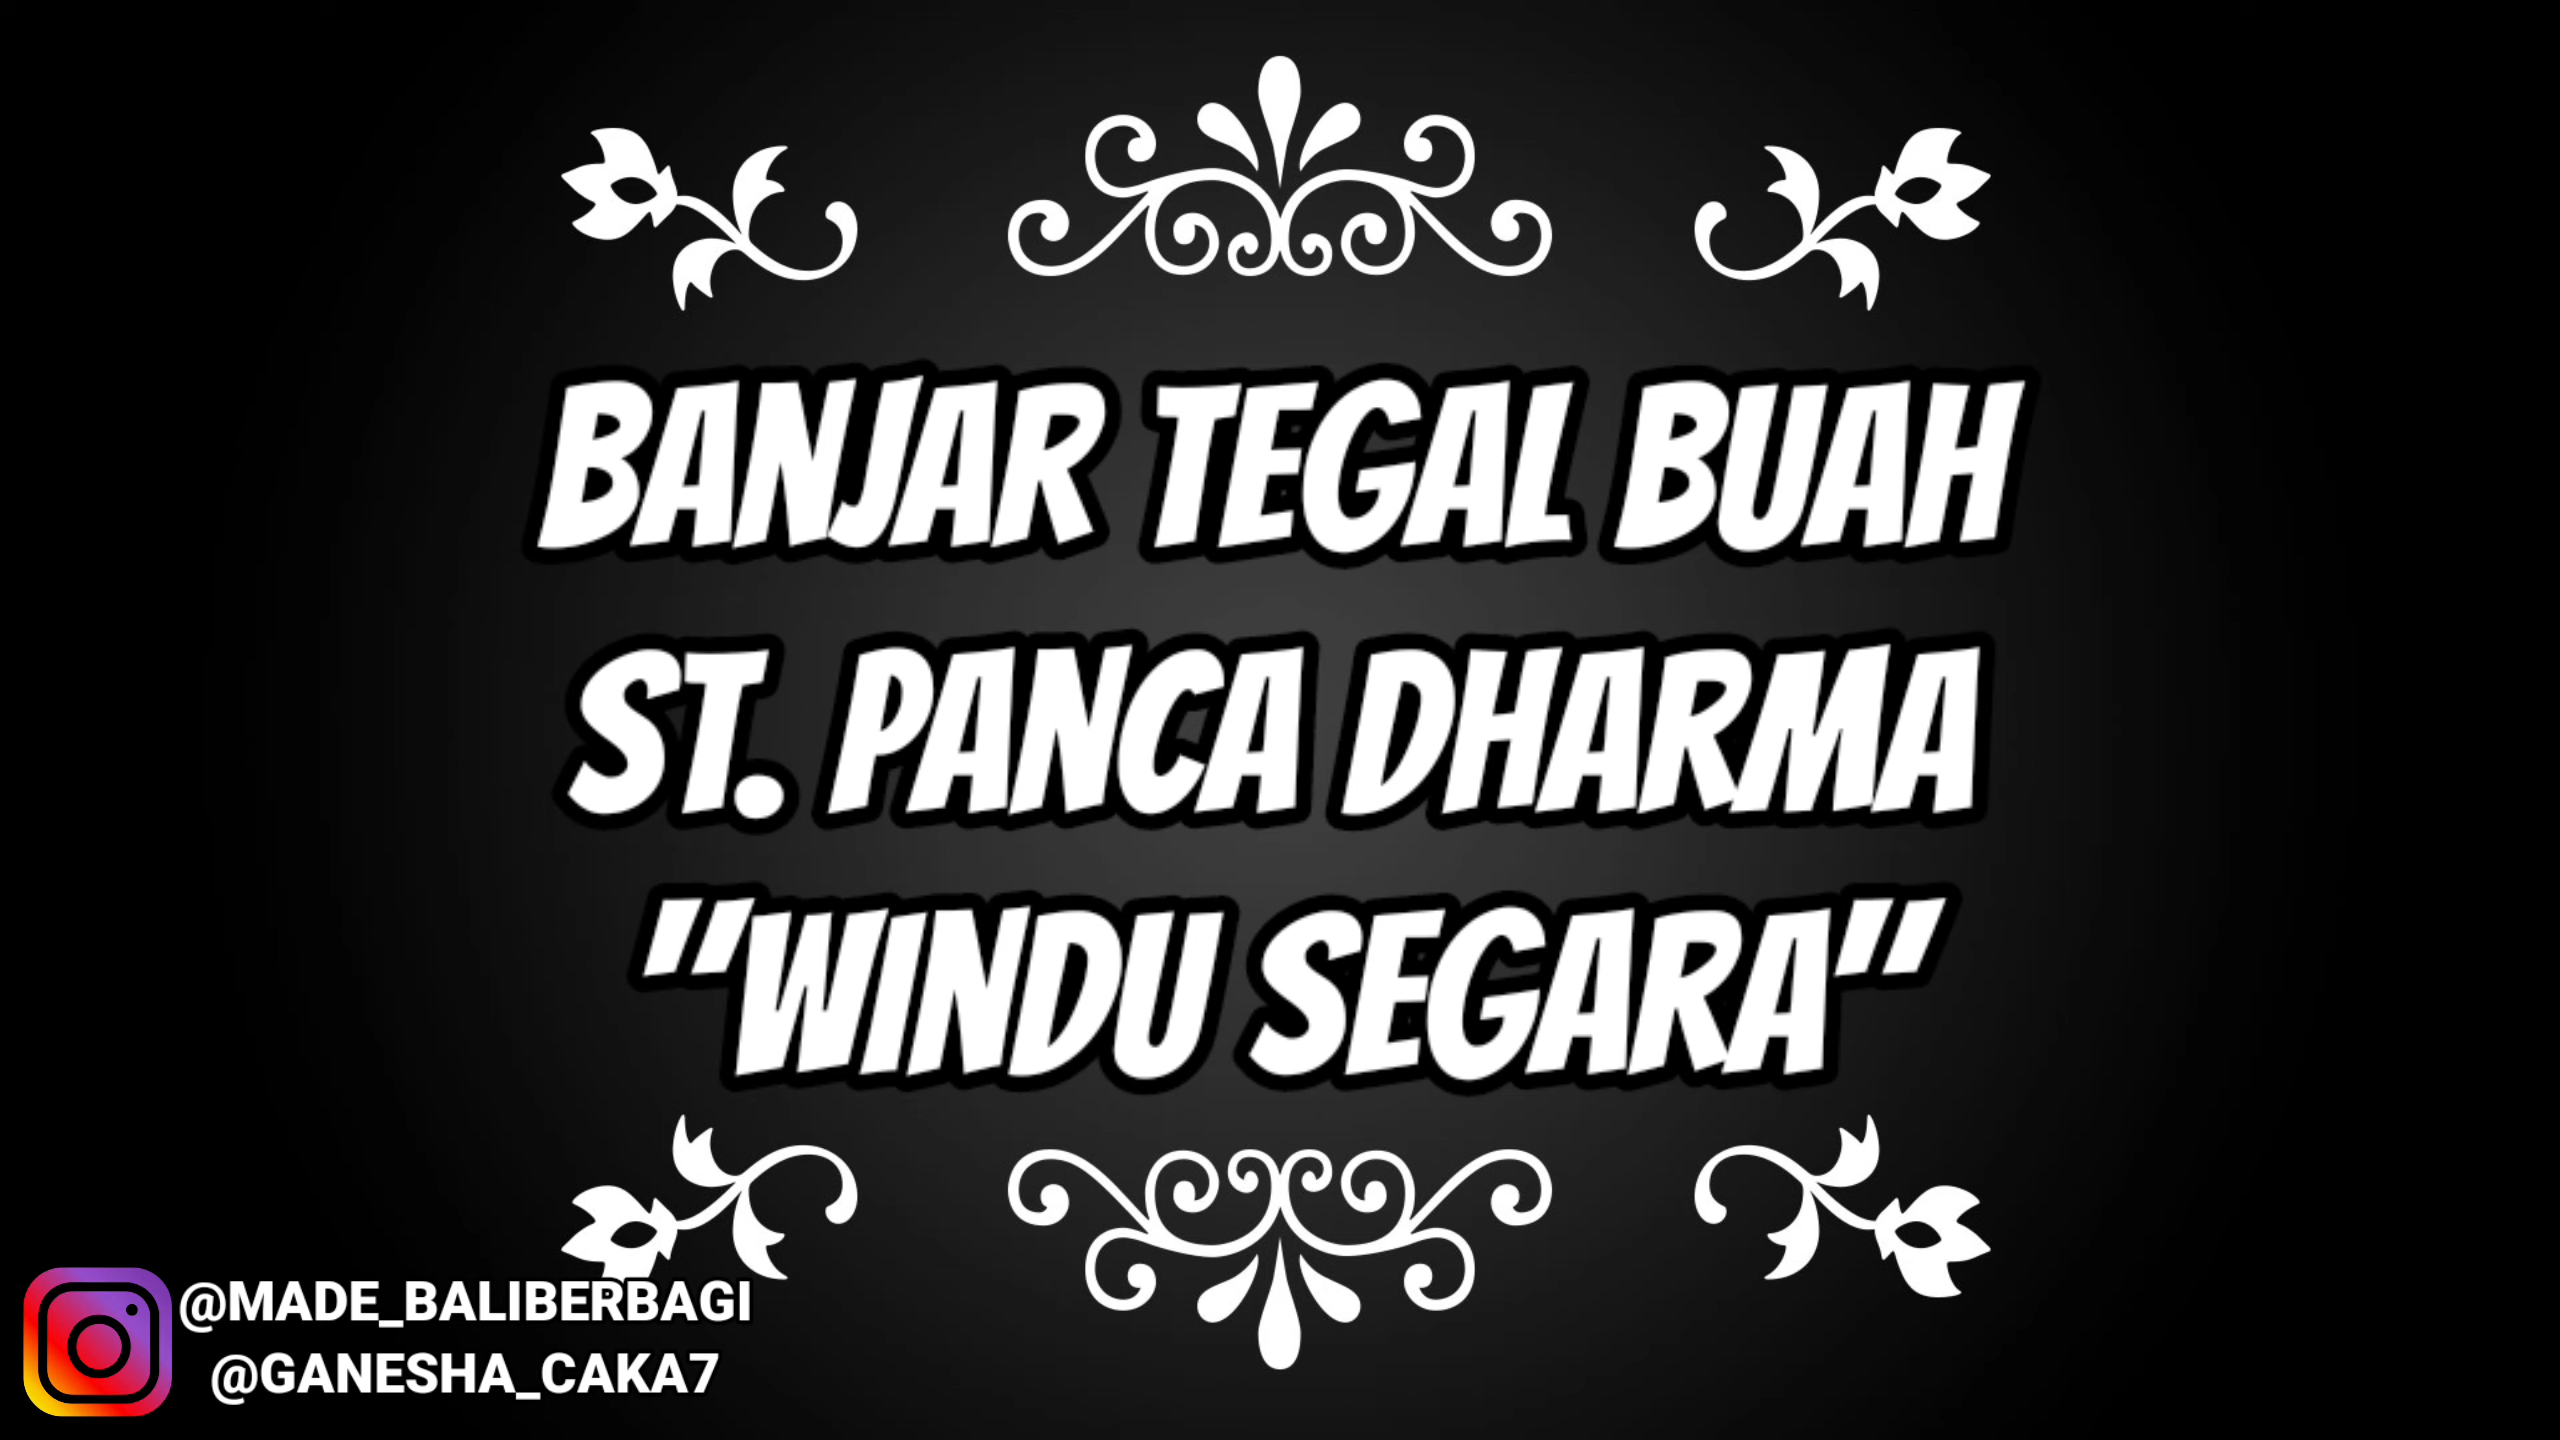 BANJAR TEGAL BUAH
ST. PANCA DHARMA
"WINDU SEGARA"
@MADE_BALIBERBAGI
@GANESHA_CAKA7